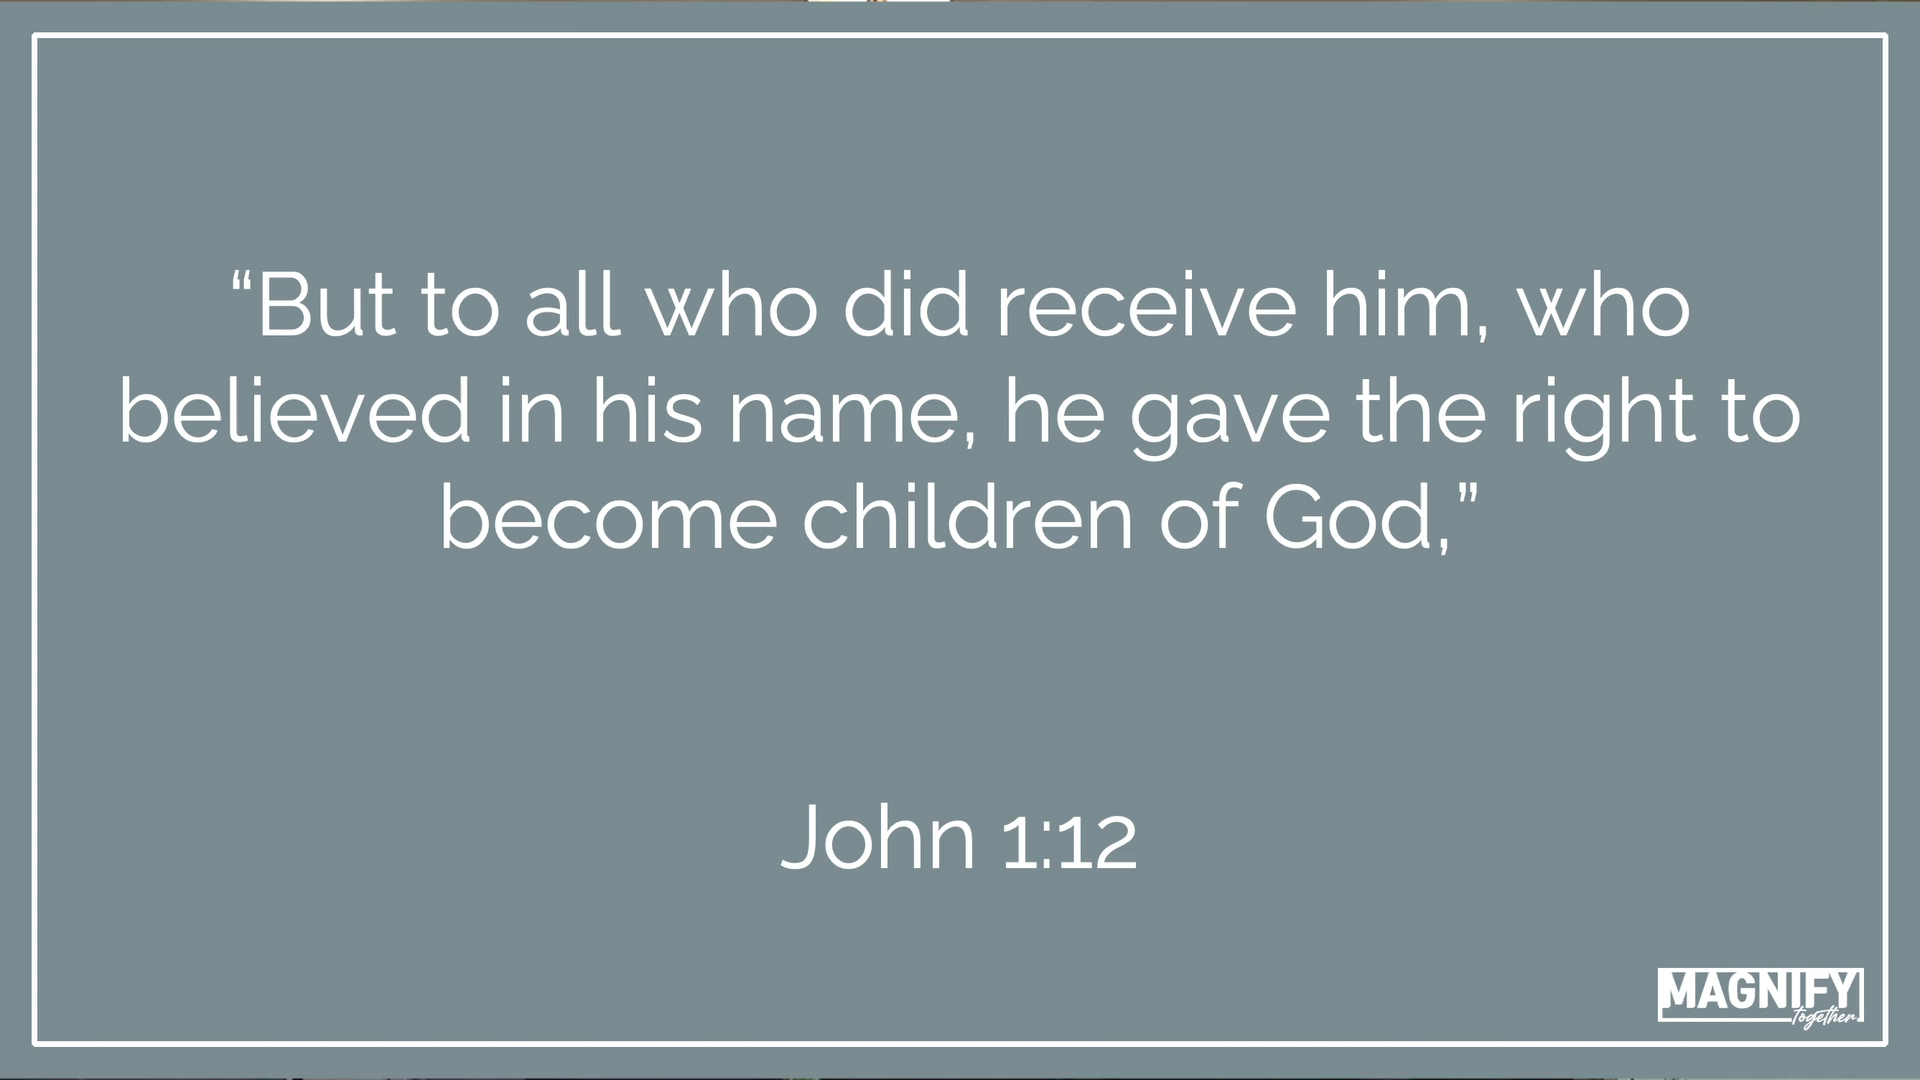 “But to all who did receive him, who
believed in his name, he gave the right to
become children of God,”
John 1:12
MAGNIFY
together